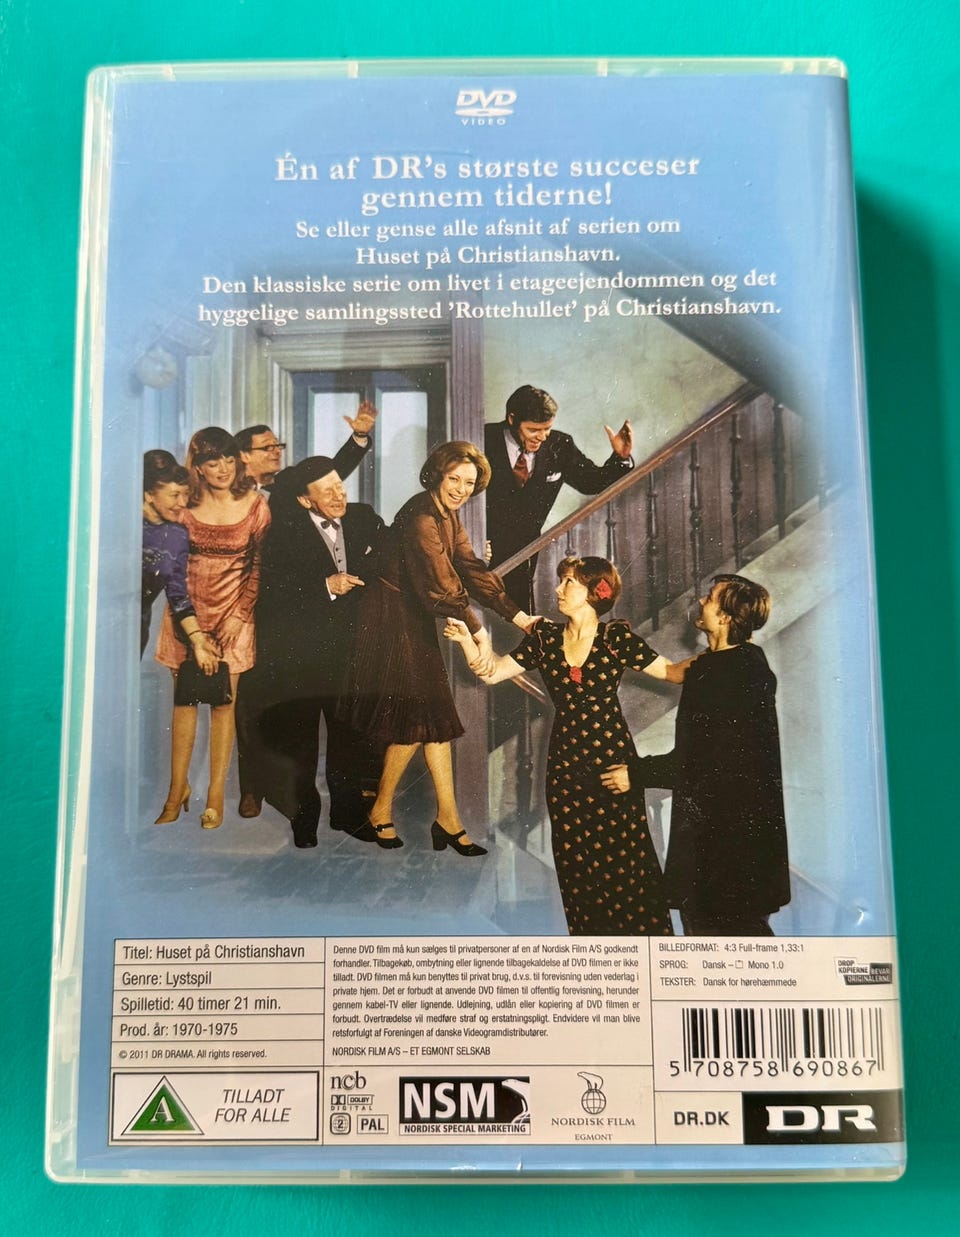 DVD
VIDEO
Én af DR's største succeser
gennem tiderne!
Se eller gense alle afsnit af serien om
Huset på Christianshavn.
Den klassiske serie om livet i etageejendommen og det
hyggelige samlingssted 'Rottehullet' på Christianshavn.
Titel: Huset på Christianshavn
Genre: Lystspil
Spilletid: 40 timer 21 min.
Prod. år: 1970-1975
© 2011 DR DRAMA. All rights reserved.
Denne DVD film må kun sælges til privatpersoner af en af Nordisk Film A/S godkendt
forhandler. Tilbagekøb, ombytning eller lignende tilbagekaldelse af DVD filmen er ikke
tilladt. DVD filmen må kun benyttes til privat brug, d.v.s. til forevisning uden vederlag i
private hjem. Det er forbudt at anvende DVD filmen til offentlig forevisning, herunder
gennem kabel-TV eller lignende. Udlejning, udlån eller kopiering af DVD filmen er
forbudt. Overtrædelse vil medføre straf og erstatningspligt. Endvidere vil man blive
retsforfulgt af Foreningen af danske Videogramdistributører.
NORDISK FILM A/S – ET EGMONT SELSKAB
BILLEDFORMAT: 4:3 Full-frame 1,33:1
SPROG: Dansk – Mono 1.0
TEKSTER: Dansk for hørehæmmede
DROP
KOPIERNE BEVAR
ORIGINALERNE
5 708758 690867
A
TILLADT
FOR ALLE
ncb
DOLBY
DIGITAL
2 PAL
NSM
NORDISK SPECIAL MARKETING
NORDISK FILM
EGMONT
DR.DK
DR